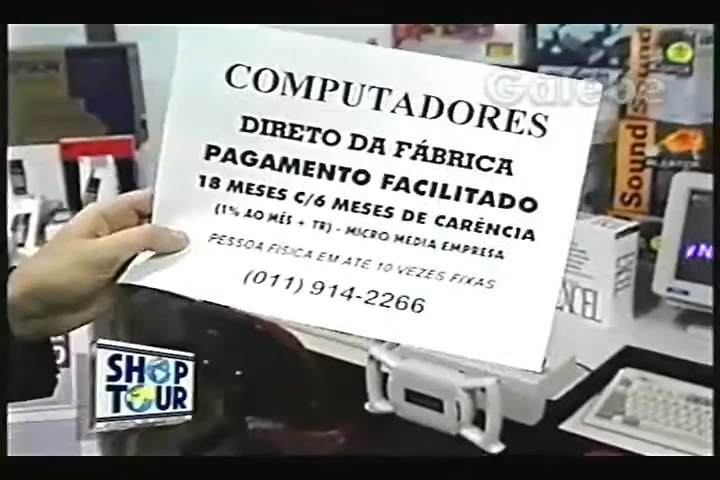 COMPUTADORES
DIRETO DA FÁBRICA
PAGAMENTO FACILITADO
18 MESES C/6 MESES DE CARÊNCIA
(1% AO MÊS + TR) - MICRO MEDIA EMPRESA
PESSOA FISICA EM ATE 10 VEZES FIXAS
(011) 914-2266
SHOP
TOUR
Sound
EXCEL